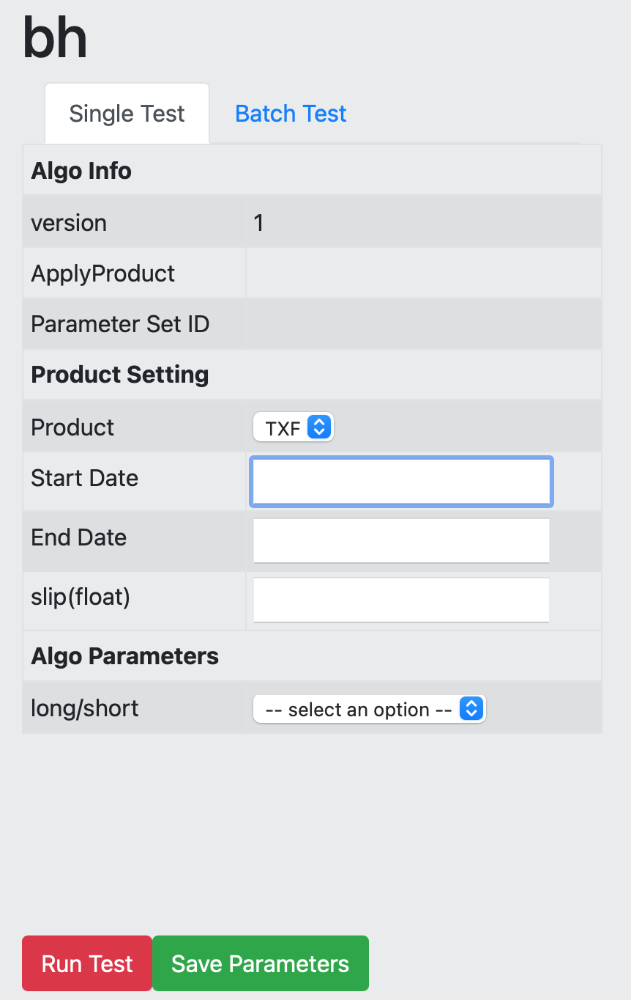 bh
Single Test Batch Test
Algo Info
version 1
ApplyProduct
Parameter Set ID
Product Setting
Product TXF
Start Date
End Date
slip(float)
Algo Parameters
long/short -- select an option --
Run Test Save Parameters